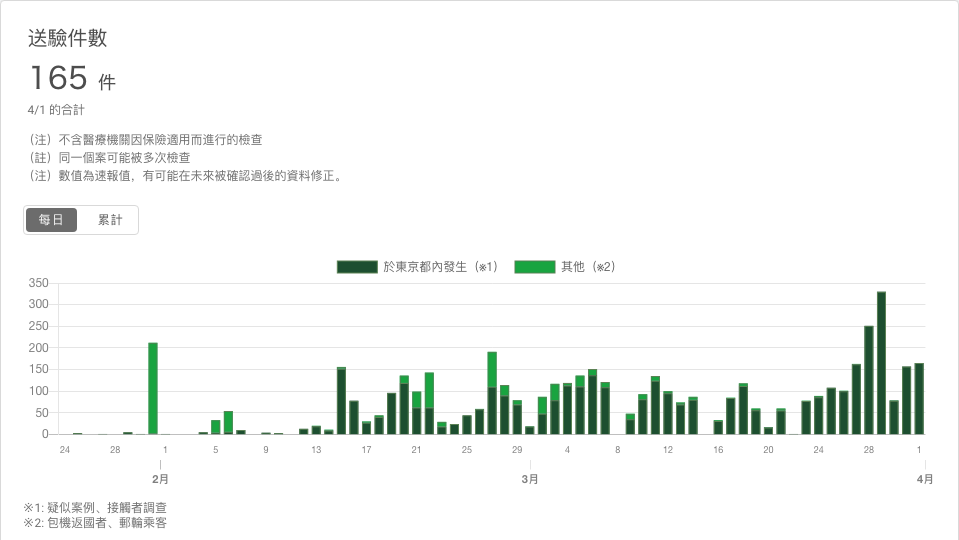 送驗件數
165 件
4/1 的合計
（注）不含醫療機關因保險適用而進行的檢查
（註）同一個案可能被多次檢查
（注）數值為速報值，有可能在未來被確認過後的資料修正。
每日 累計
於東京都內發生（※1） 其他（※2）
350
300
250
200
150
100
50
0
24 28 1 5 9 13 17 21 25 29 4 8 12 16 20 24 28 1
2月 3月 4月
※1: 疑似案例、接觸者調查
※2: 包機返國者、郵輪乘客